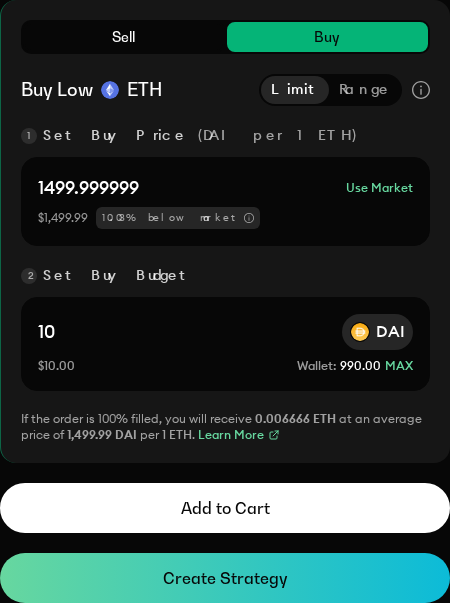 Sell Buy
Buy Low ETH Limit Range
1 Set Buy Price (DAI per 1 ETH)
1499.999999 Use Market
$1,499.99 below market
2 Set Buy Budget
10 DAI
$10.00 Wallet: 990.00 MAX
If the order is 100% filled, you will receive 0.006666 ETH at an average
price of 1,499.99 DAI per 1 ETH. Learn More
Add to Cart
Create Strategy